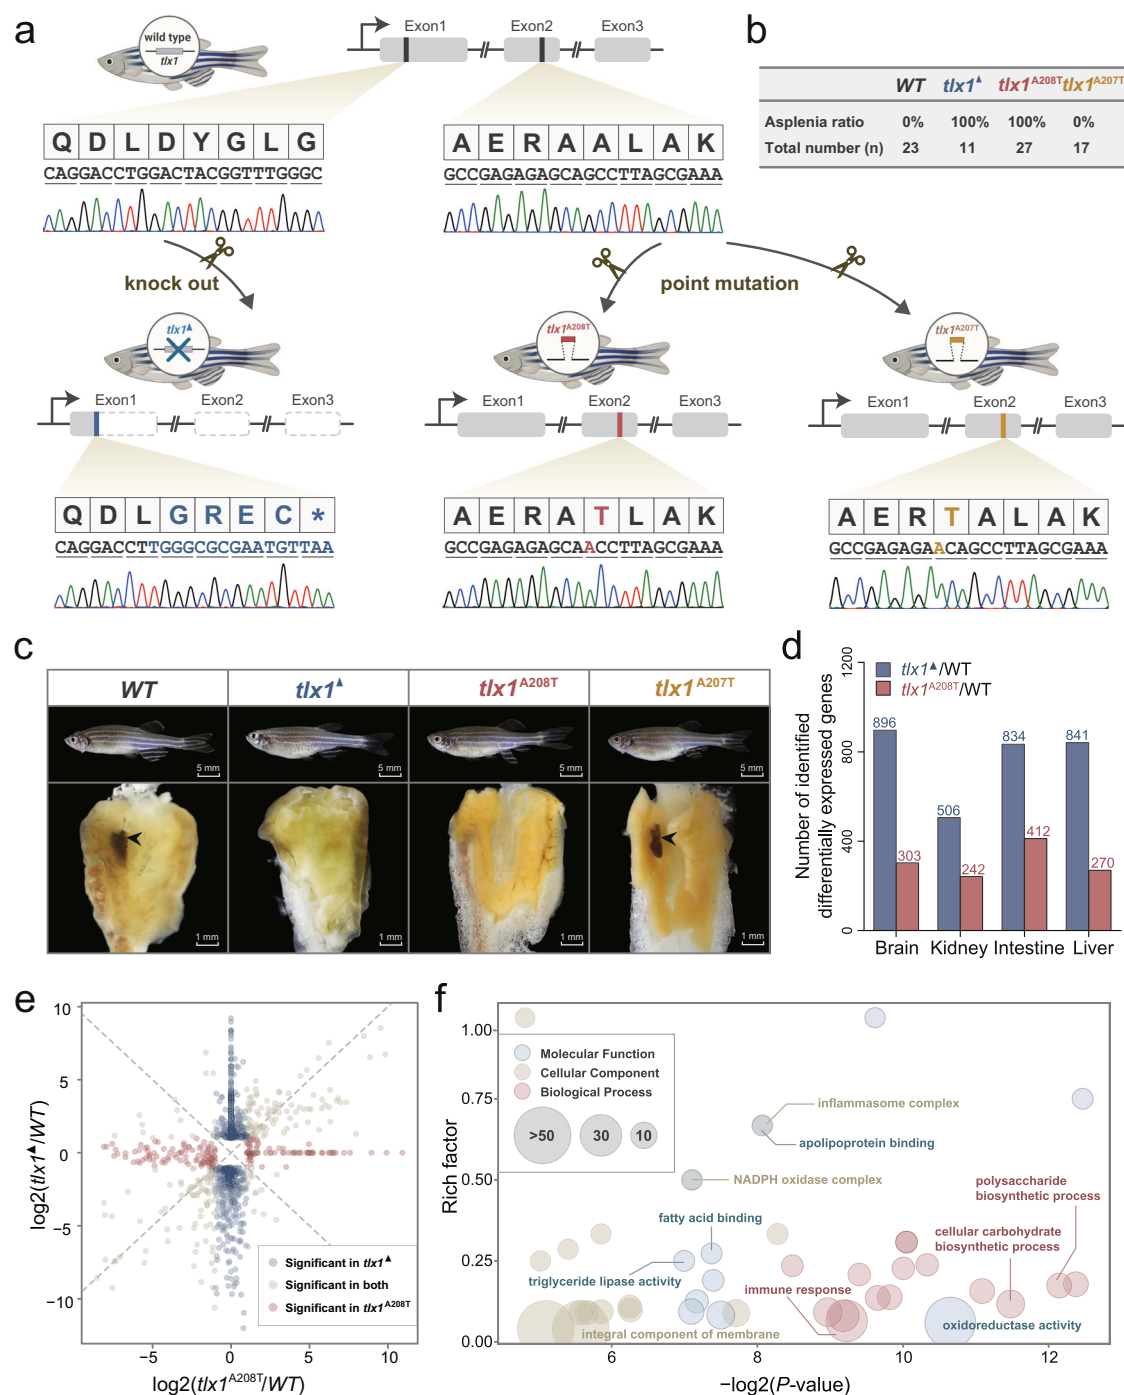 a
wild type
tlx1
Exon1
Exon2
Exon3
Q D L D Y G L G
CAGGACCTGGACTACGGTTTGGGC
A E R A A L A K
GCCGAGAGAGCAGCCTTAGCGAAA
knock out
point mutation
tlx1▲
tlx1A208T
tlx1A207T
Exon1
Exon2
Exon3
Exon1
Exon2
Exon3
Exon1
Exon2
Exon3
Q D L G R E C *
CAGGACCTTGGGCGCGAATGTTAA
A E R A T L A K
GCCGAGAGAGCAACCTTAGCGAAA
A E R T A L A K
GCCGAGAGAACAGCCTTAGCGAAA
b
WT tlx1▲ tlx1A208T tlx1A207T
Asplenia ratio 0% 100% 100% 0%
Total number (n) 23 11 27 17
c
WT tlx1▲ tlx1A208T tlx1A207T
5 mm 5 mm 5 mm 5 mm
1 mm 1 mm 1 mm 1 mm
d
Number of identified
differentially expressed genes
1200
800
400
0
tlx1▲/WT
tlx1A208T/WT
896
303
506
242
834
412
841
270
Brain Kidney Intestine Liver
e
log2(tlx1▲/WT)
10
5
0
−5
−10
Significant in tlx1▲
Significant in both
Significant in tlx1A208T
−5 0 5 10
log2(tlx1A208T/WT)
f
Rich factor
1.00
0.75
0.50
0.25
0.00
Molecular Function
Cellular Component
Biological Process
>50 30 10
inflammasome complex
apolipoprotein binding
NADPH oxidase complex
polysaccharide
biosynthetic process
fatty acid binding
cellular carbohydrate
biosynthetic process
triglyceride lipase activity
immune response
integral component of membrane
oxidoreductase activity
6 8 10 12
−log2(P-value)